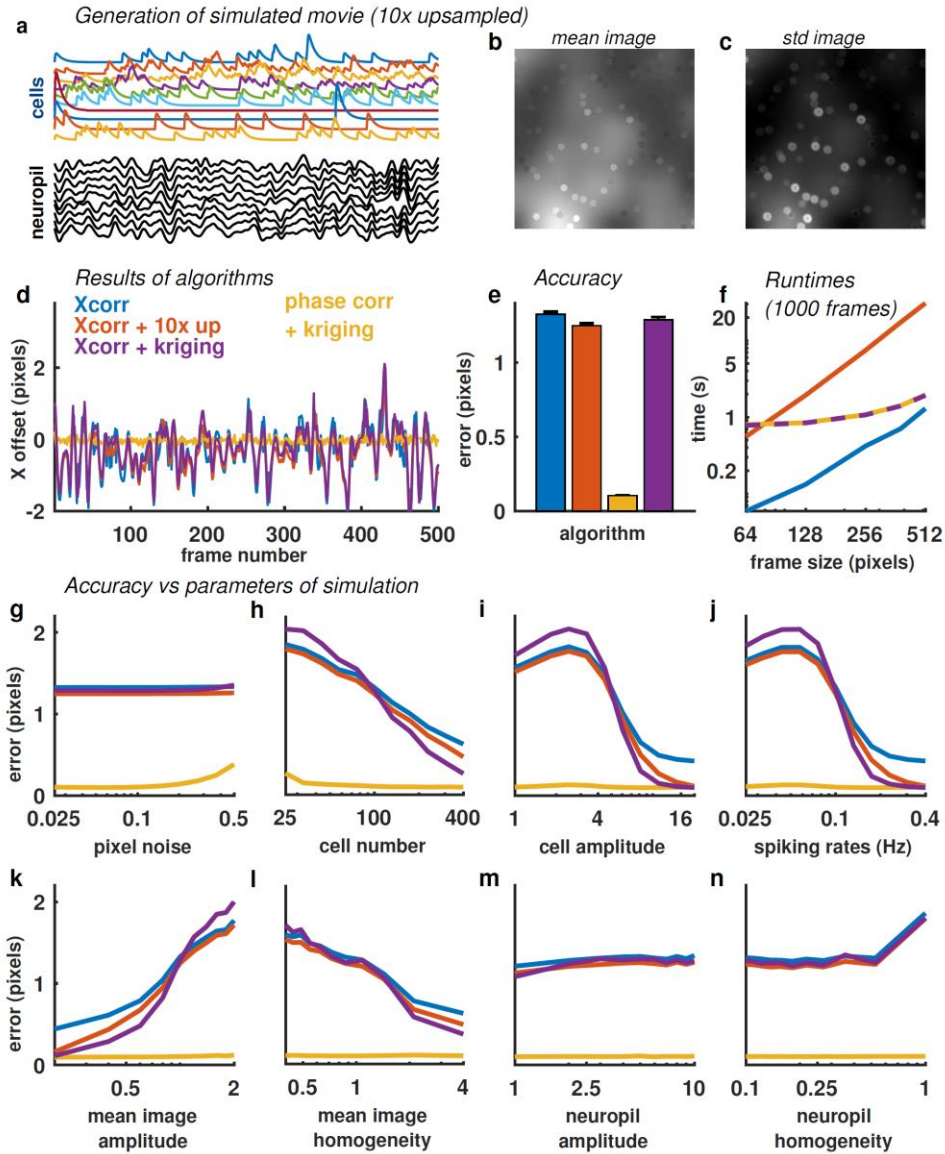 Generation of simulated movie (10x upsampled)
a
cells
neuropil
b
mean image
c
std image
Results of algorithms
d
Xcorr
Xcorr + 10x up
Xcorr + kriging
phase corr
+ kriging
X offset (pixels)
2
0
-2
100 200 300 400 500
frame number
Accuracy
e
error (pixels)
1
0.5
0
algorithm
Runtimes
(1000 frames)
f
time (s)
20
5
1
0.2
64 128 256 512
frame size (pixels)
Accuracy vs parameters of simulation
g
error (pixels)
2
1
0
0.025 0.1 0.5
pixel noise
h
25 100 400
cell number
i
1 4 16
cell amplitude
j
0.025 0.1 0.4
spiking rates (Hz)
k
error (pixels)
2
1
0
0.5 2
mean image
amplitude
l
0.5 1 4
mean image
homogeneity
m
1 2.5 10
neuropil
amplitude
n
0.1 0.25 1
neuropil
homogeneity